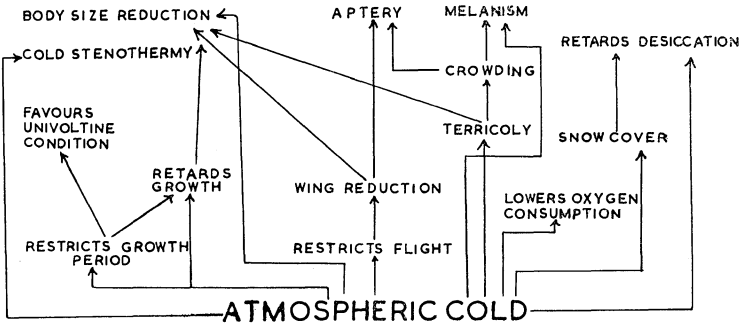 BODY SIZE REDUCTION
APTERY
MELANISM
RETARDS DESICCATION
COLD STENOTHERMY
CROWDING
FAVOURS
UNIVOLTINE
CONDITION
TERRICOLY
SNOW COVER
RETARDS
GROWTH
WING REDUCTION
LOWERS OXYGEN
CONSUMPTION
RESTRICTS GROWTH
PERIOD
RESTRICTS FLIGHT
ATMOSPHERIC COLD